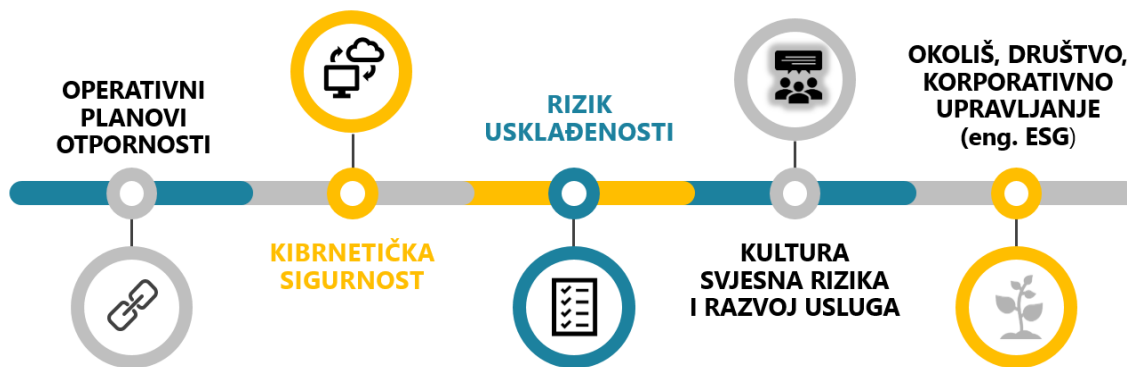 OPERATIVNI
PLANOVI
OTPORNOSTI
KIBRNETIČKA
SIGURNOST
RIZIK
USKLAĐENOSTI
KULTURA
SVJESNA RIZIKA
I RAZVOJ USLUGA
OKOLIŠ, DRUŠTVO,
KORPORATIVNO
UPRAVLJANJE
(eng. ESG)